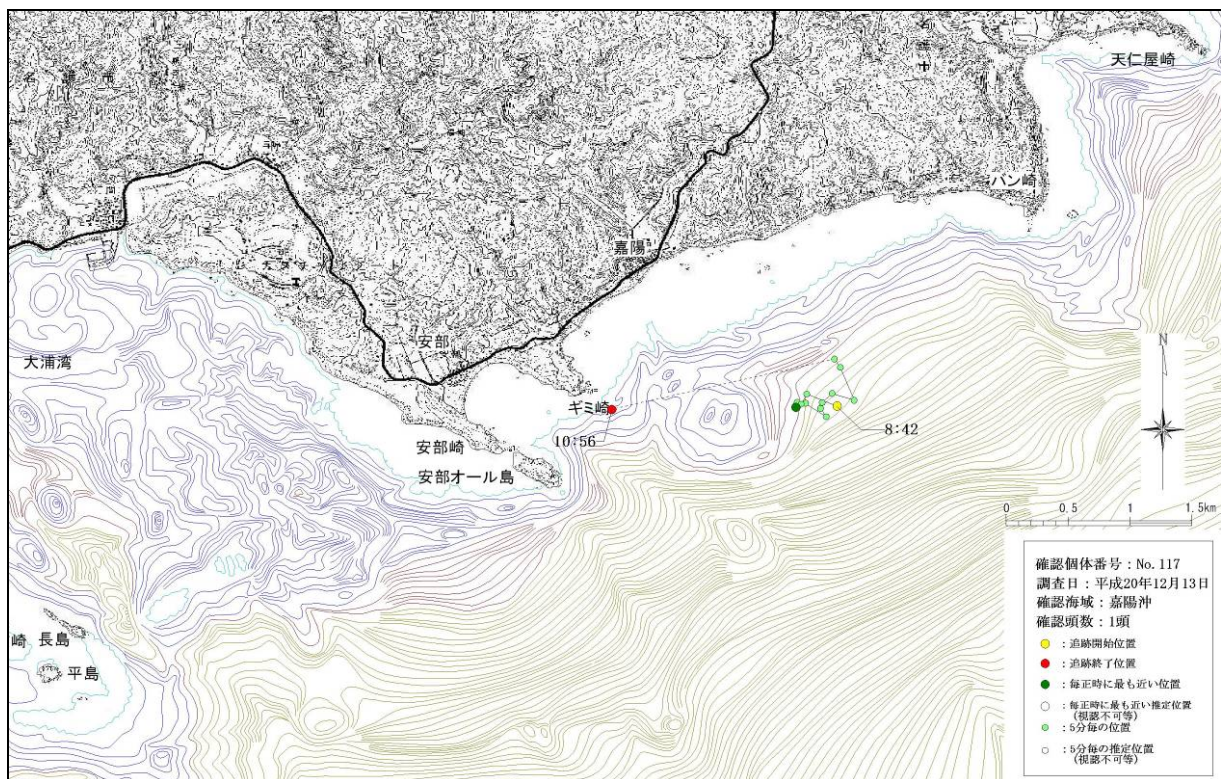 天仁屋崎
バン崎
嘉陽
安部
大浦湾
ギミ崎
10:56
8:42
安部崎
安部オール島
N
0 0.5 1 1.5km
崎 長島
平島
確認個体番号：No. 117
調査日：平成20年12月13日
確認海域：嘉陽沖
確認頭数：1頭
：追跡開始位置
：追跡終了位置
：毎正時に最も近い位置
：毎正時に最も近い推定位置
(視認不可等)
：5分毎の位置
：5分毎の推定位置
(視認不可等)